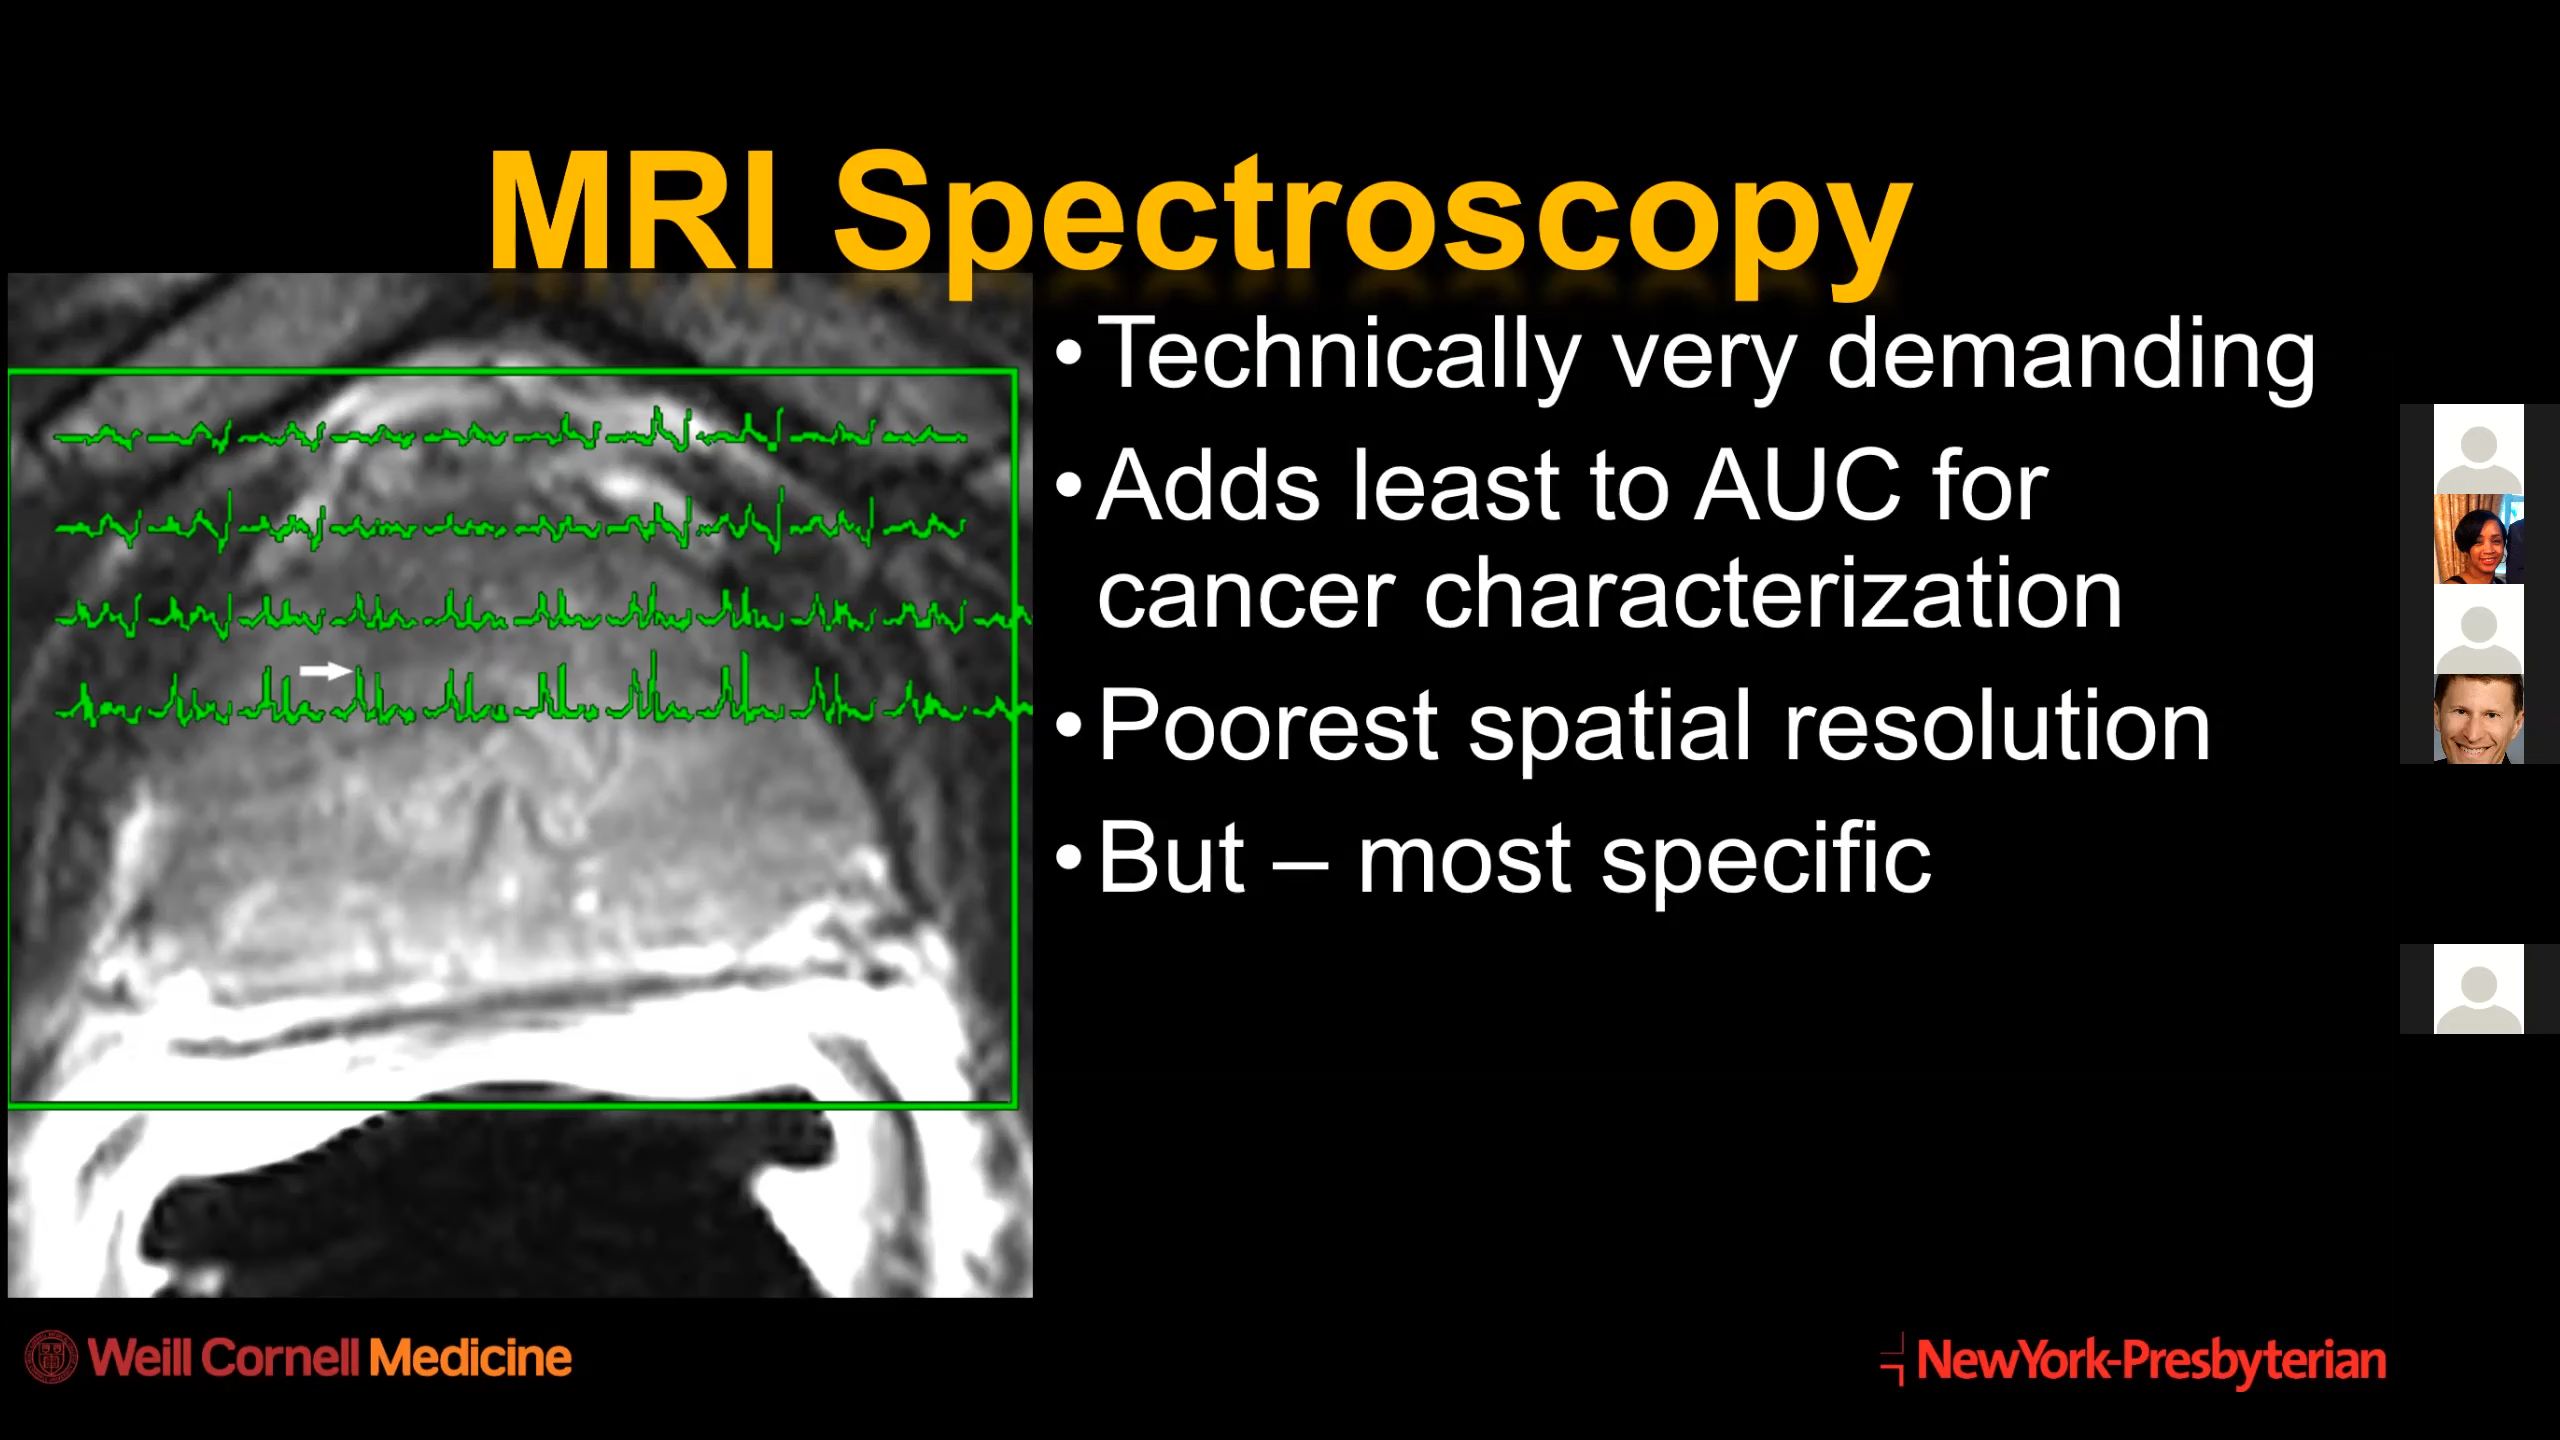 MRI Spectroscopy
• Technically very demanding
• Adds least to AUC for
cancer characterization
• Poorest spatial resolution
• But – most specific
Weill Cornell Medicine
NewYork-Presbyterian